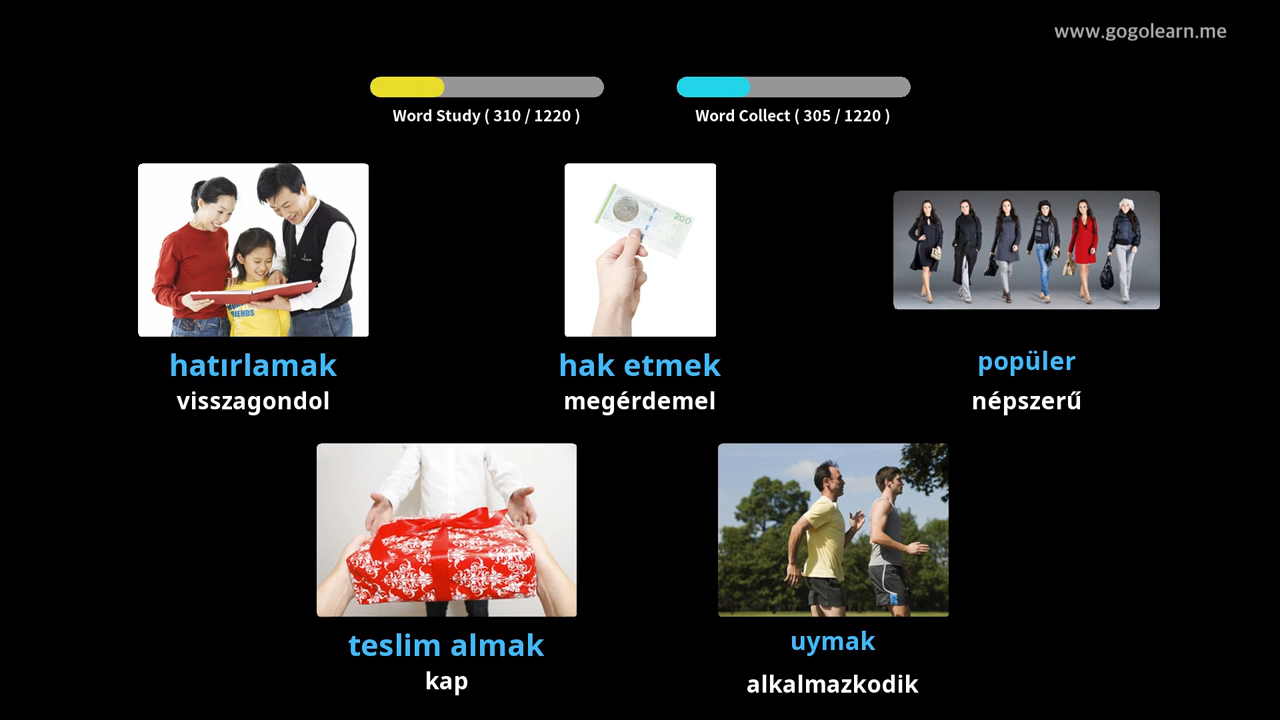 www.gogolearn.me
Word Study ( 310 / 1220 )
Word Collect ( 305 / 1220 )
hatırlamak
visszagondol
hak etmek
megérdemel
popüler
népszerű
teslim almak
kap
uymak
alkalmazkodik